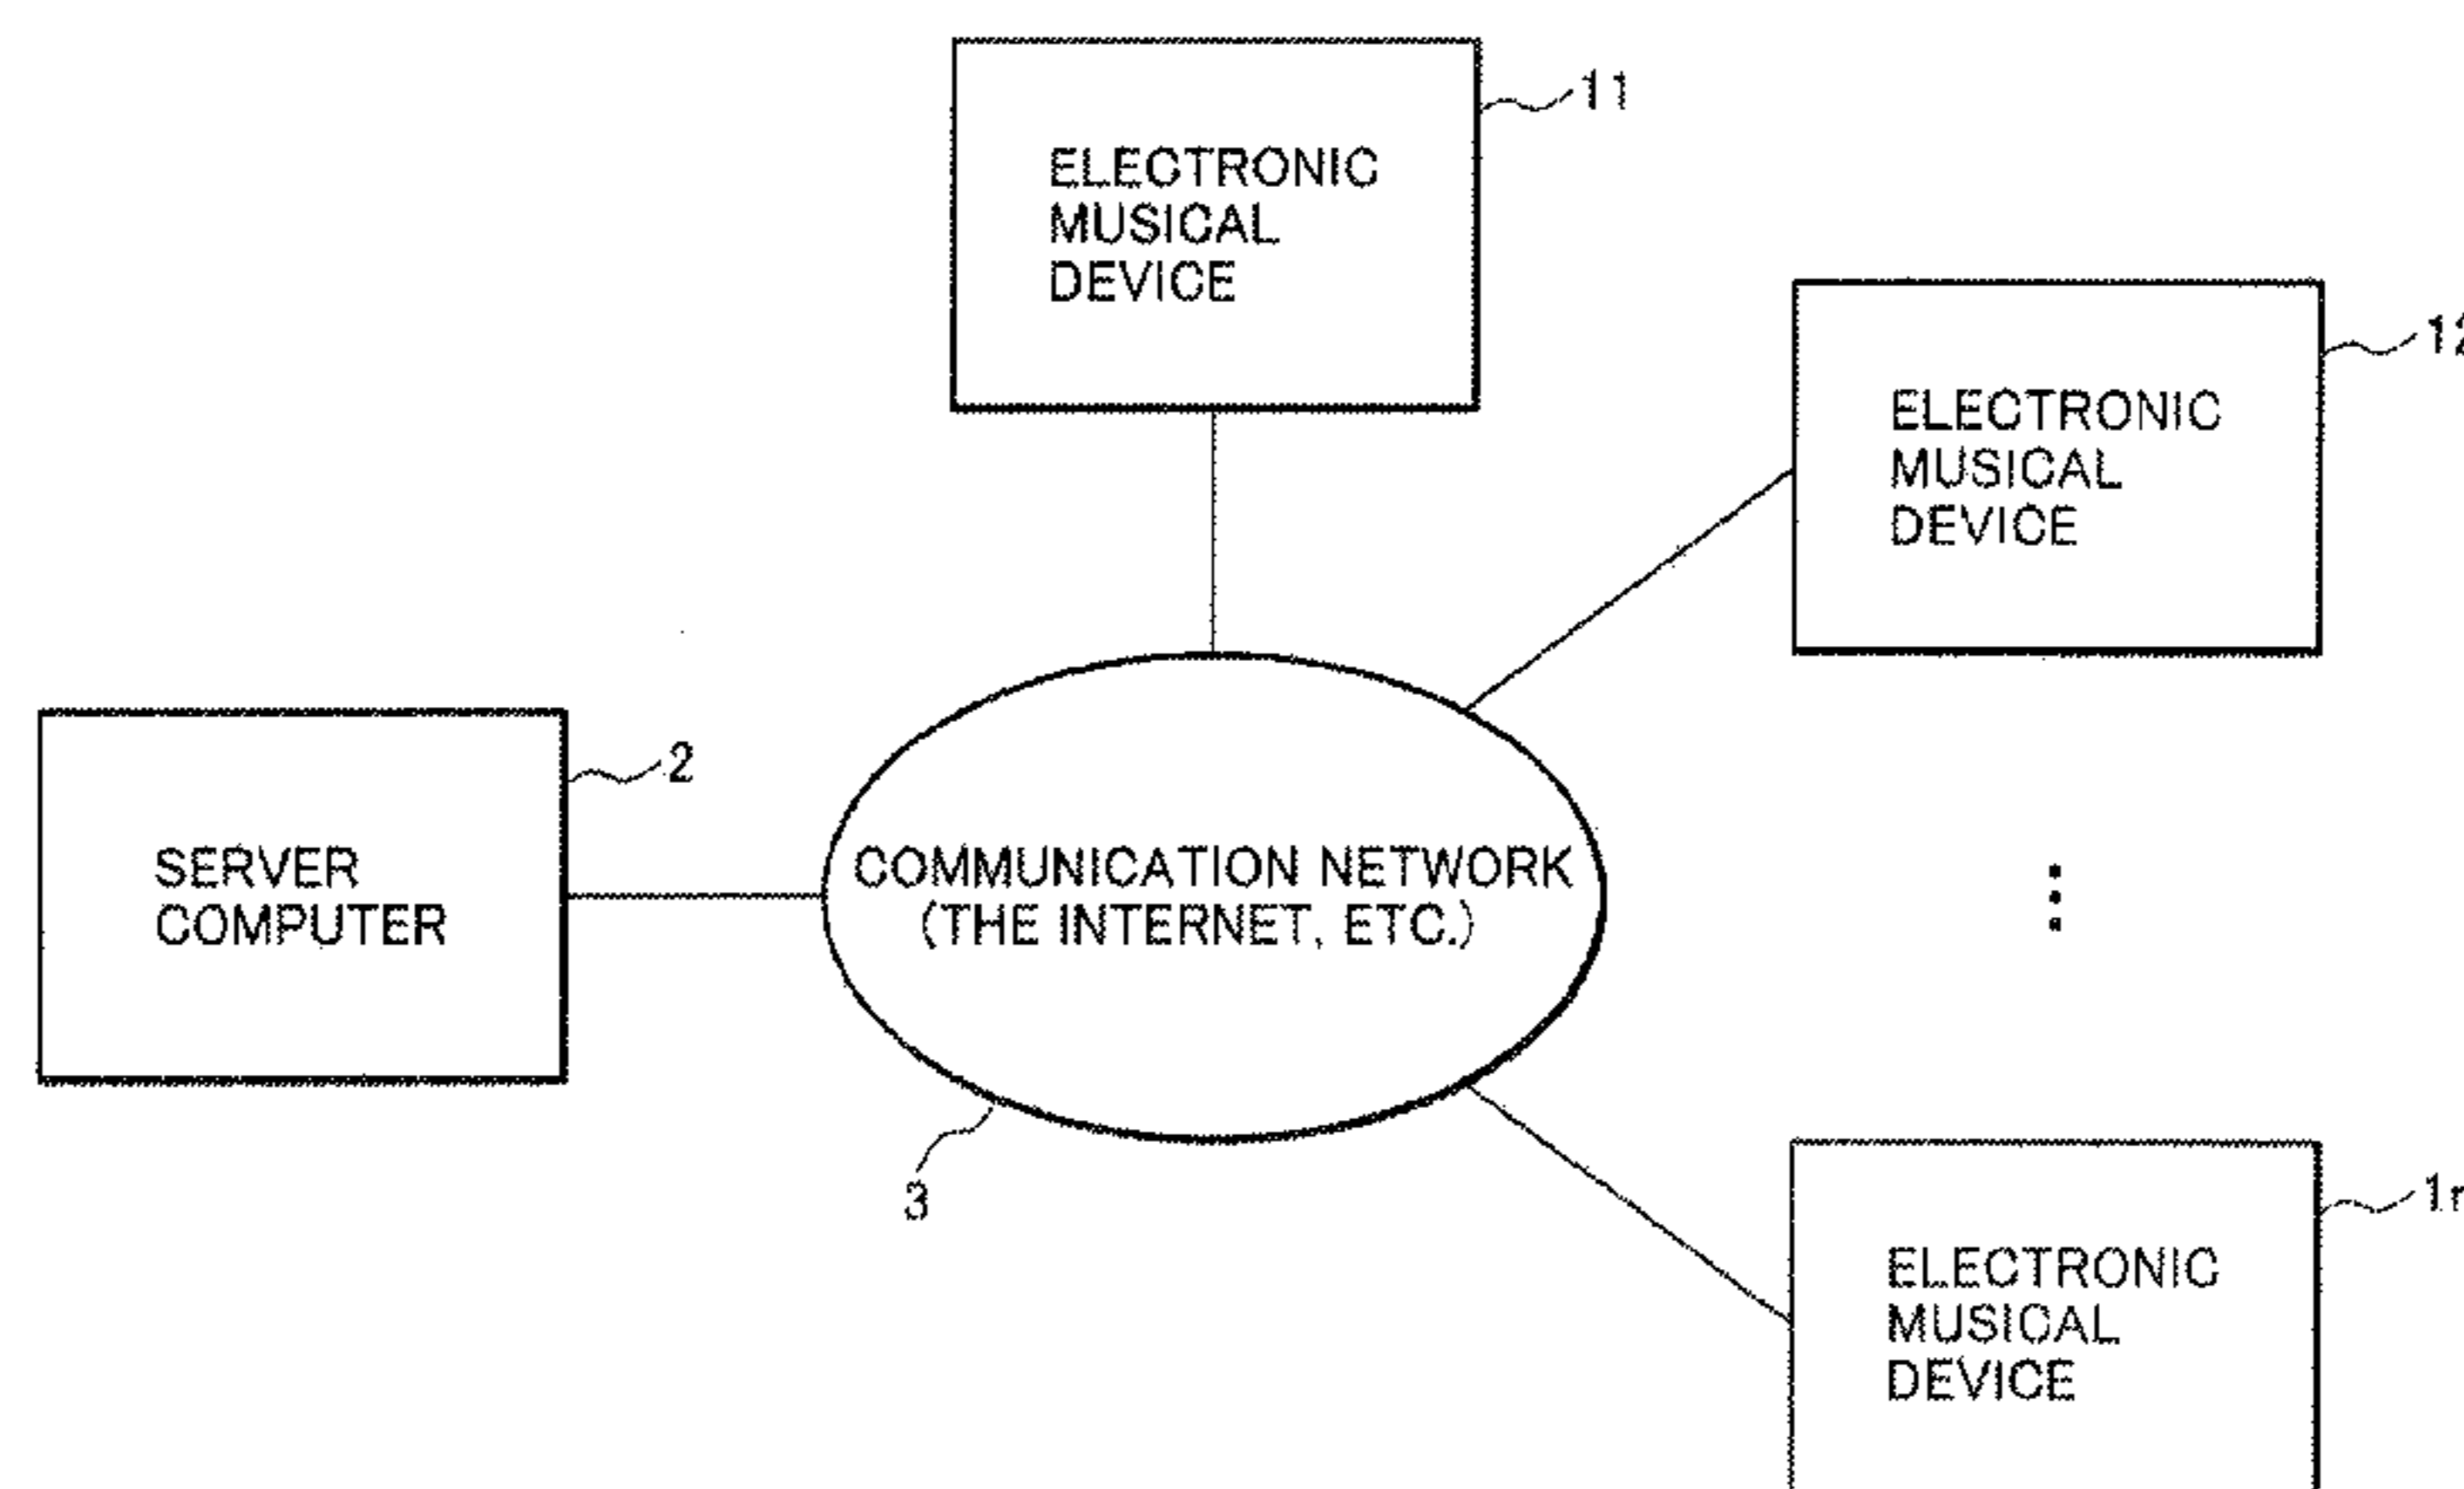 11
ELECTRONIC
MUSICAL
DEVICE
12
ELECTRONIC
MUSICAL
DEVICE
2
SERVER
COMPUTER
COMMUNICATION NETWORK
(THE INTERNET, ETC.)
3
ELECTRONIC
MUSICAL
DEVICE